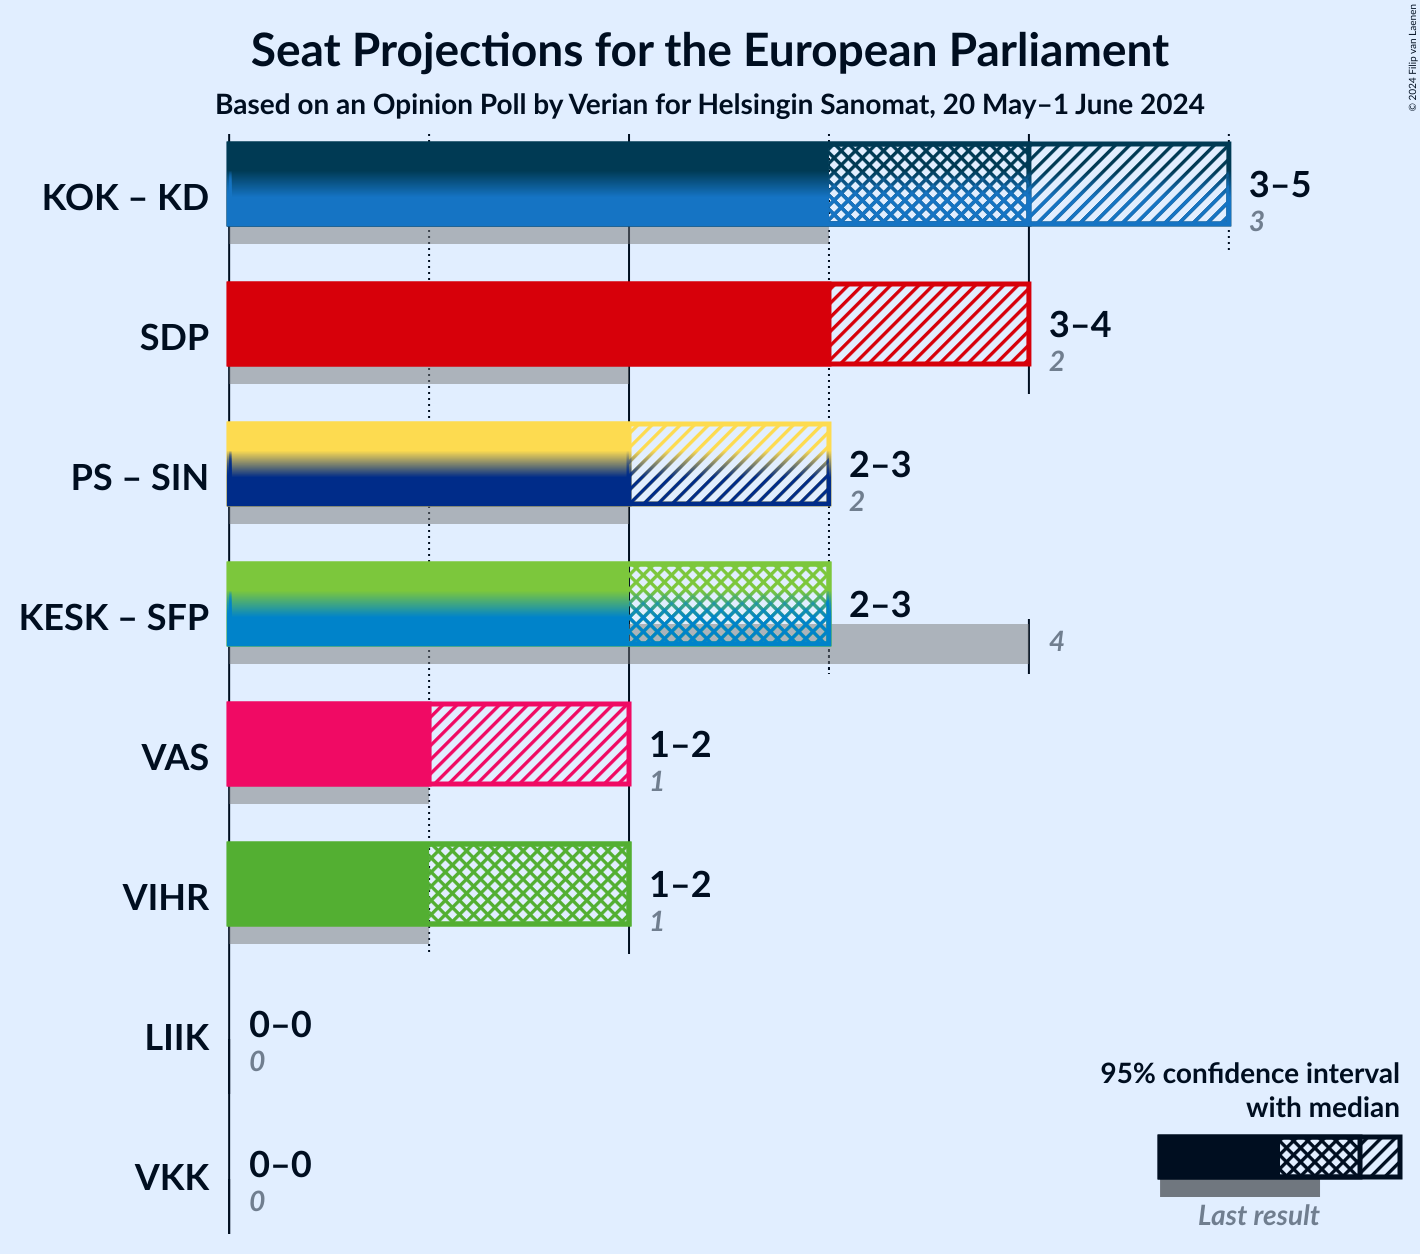 Seat Projections for the European Parliament
Based on an Opinion Poll by Verian for Helsingin Sanomat, 20 May–1 June 2024
© 2024 Filip van Laenen
KOK – KD
3–5
3
SDP
3–4
2
PS – SIN
2–3
2
KESK – SFP
2–3
4
VAS
1–2
1
VIHR
1–2
1
LIIK
0–0
0
VKK
0–0
0
95% confidence interval
with median
Last result